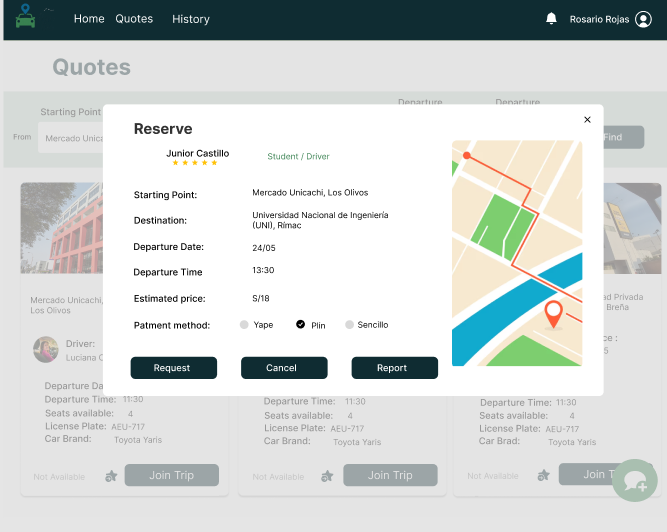 Home Quotes History Rosario Rojas
Quotes
Starting Point Departure Departure
From Mercado Unica Find
Reserve
Junior Castillo Student / Driver
Starting Point: Mercado Unicachi, Los Olivos
Destination: Universidad Nacional de Ingeniería
(UNI), Rímac
Departure Date: 24/05
Departure Time 13:30
Estimated price: S/18
Patment method: Yape Plin Sencillo
Request Cancel Report
Mercado Unicachi,
Los Olivos
Driver:
Luciana C
Departure Da
Departure Time: 11:30
Seats available: 4
License Plate: AEU-717
Car Brand: Toyota Yaris
Not Available Join Trip
Departure Time: 11:30
Seats available: 4
License Plate: AEU-717
Car Brand: Toyota Yaris
Not Available Join Trip
ad Privada
Breña
Departure Time: 11:30
Seats available: 4
License Plate: AEU-717
Car Brand: Toyota Yaris
Not Available Join T